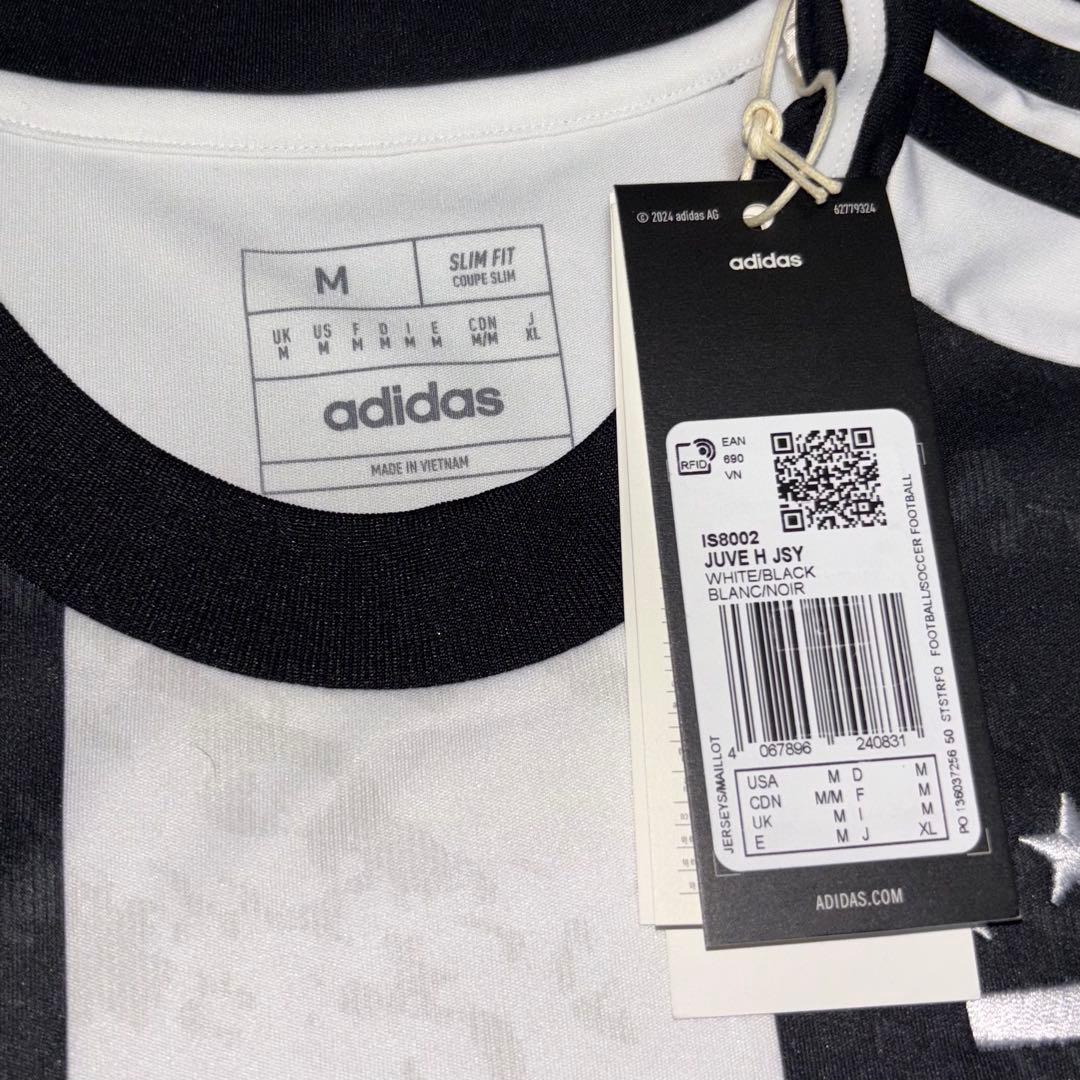 M
SLIM FIT
COUPE SLIM
UK US F D I E CDN J
M M M M M M M/M XL
adidas
MADE IN VIETNAM
© 2024 adidas AG
62779324
adidas
RFID
EAN
690
VN
IS8002
JUVE H JSY
WHITE/BLACK
BLANC/NOIR
4 067896 240831
USA M D M
CDN M/M F M
UK M I M
E M J XL
JERSEYS/MAILLOT
PO 136037256 50 STSTRFQ FOOTBALL/SOCCER FOOTBALL
ADIDAS.COM